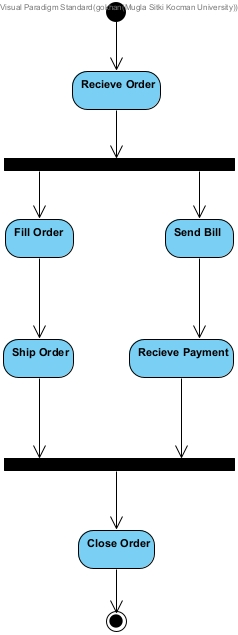 Visual Paradigm Standard(gokhan(Mugla Sitki Kocman University))
Recieve Order
Fill Order
Send Bill
Ship Order
Recieve Payment
Close Order